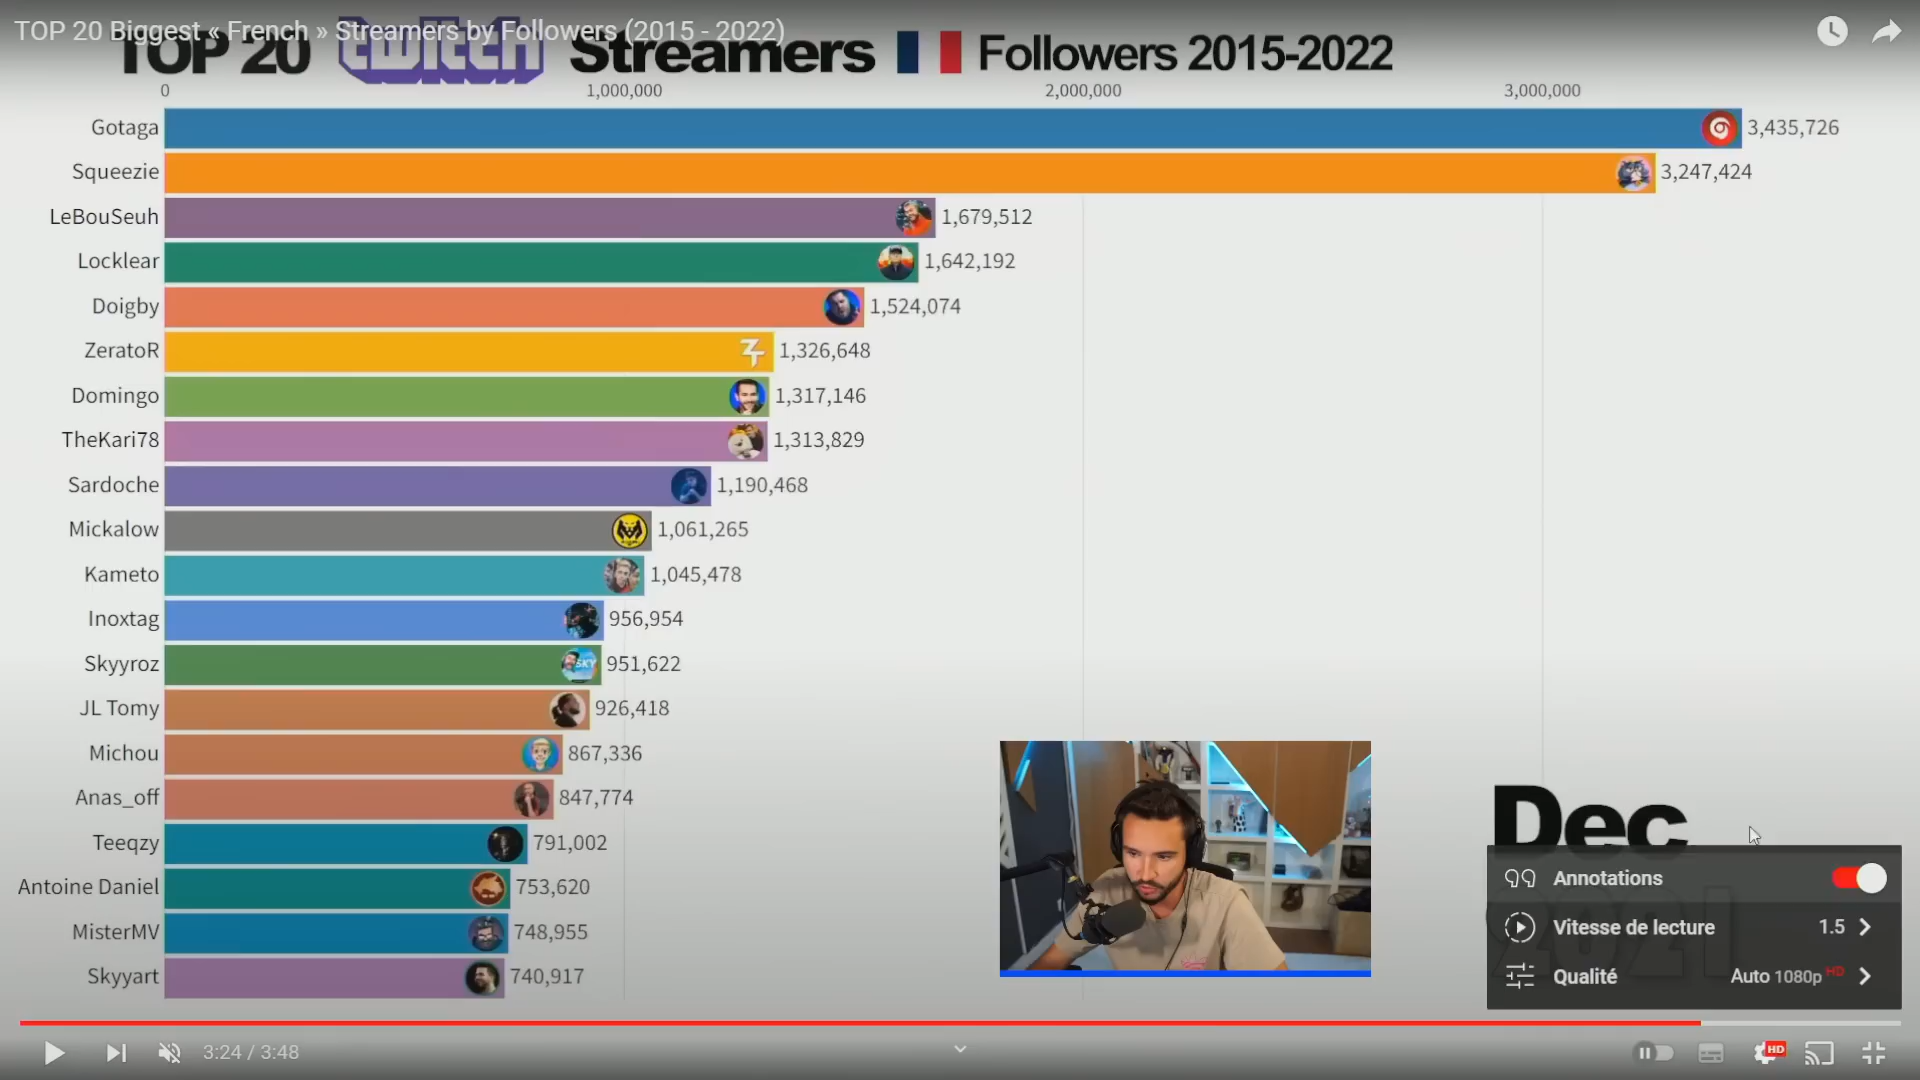 TOP 20 Biggest « French » Streamers by Followers (2015 - 2022)
TOP 20 twitch Streamers Followers 2015-2022
0 1,000,000 2,000,000 3,000,000
Gotaga 3,435,726
Squeezie 3,247,424
LeBouSeuh 1,679,512
Locklear 1,642,192
Doigby 1,524,074
ZeratoR 1,326,648
Domingo 1,317,146
TheKari78 1,313,829
Sardoche 1,190,468
Mickalow 1,061,265
Kameto 1,045,478
Inoxtag 956,954
Skyyroz SKY 951,622
JL Tomy 926,418
Michou 867,336
Anas_off 847,774
Teeqzy 791,002
Antoine Daniel 753,620
MisterMV 748,955
Skyyart 740,917
Dec
2021
Annotations
Vitesse de lecture 1.5
Qualité Auto 1080p HD
3:24 / 3:48
HD